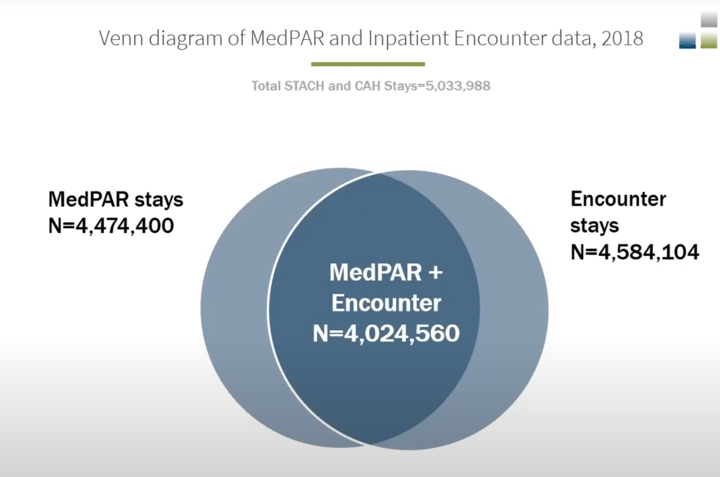 Venn diagram of MedPAR and Inpatient Encounter data, 2018
Total STACH and CAH Stays=5,033,988
MedPAR stays
N=4,474,400
MedPAR +
Encounter
N=4,024,560
Encounter
stays
N=4,584,104